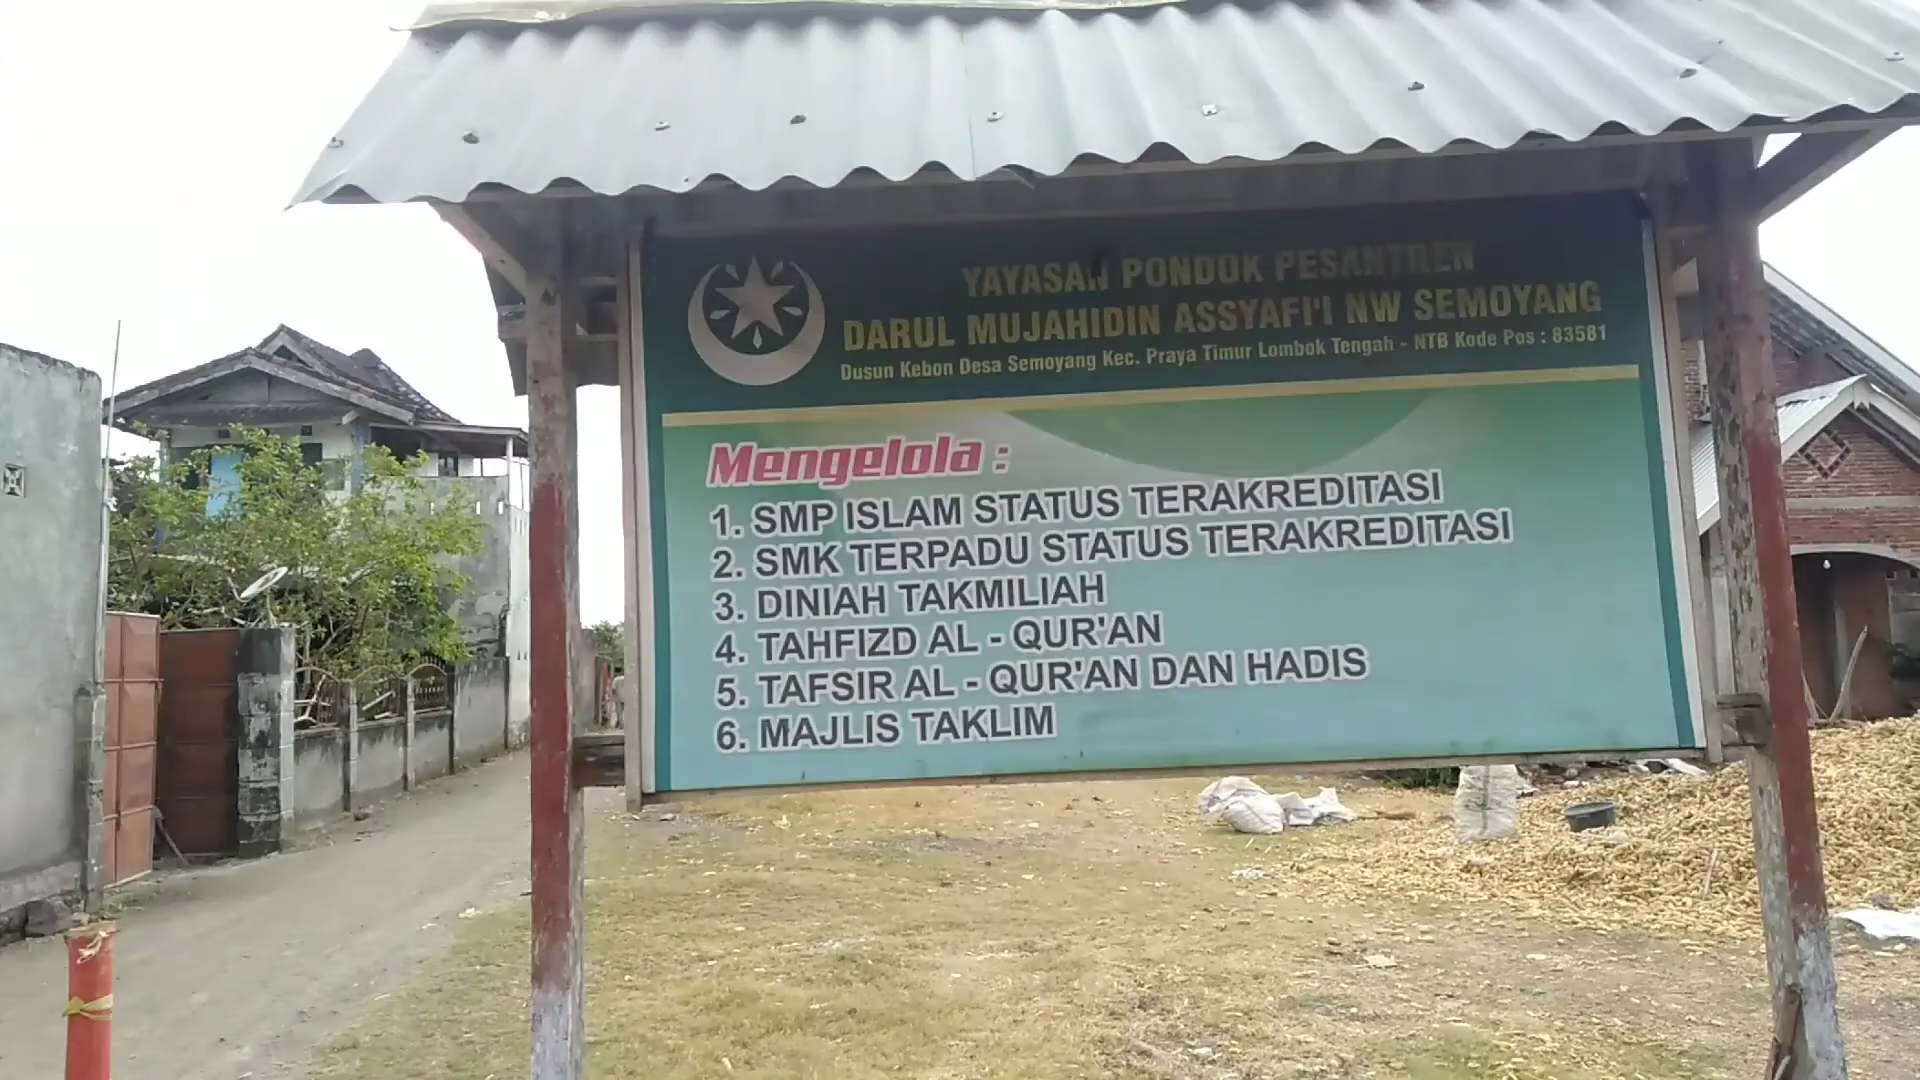 YAYASAN PONDOK PESANTREN
DARUL MUJAHIDIN ASSYAFI'I NW SEMOYANG
Dusun Kebon Desa Semoyang Kec. Praya Timur Lombok Tengah - NTB Kode Pos : 83581
Mengelola :
1. SMP ISLAM STATUS TERAKREDITASI
2. SMK TERPADU STATUS TERAKREDITASI
3. DINIAH TAKMILIAH
4. TAHFIZD AL - QUR'AN
5. TAFSIR AL - QUR'AN DAN HADIS
6. MAJLIS TAKLIM